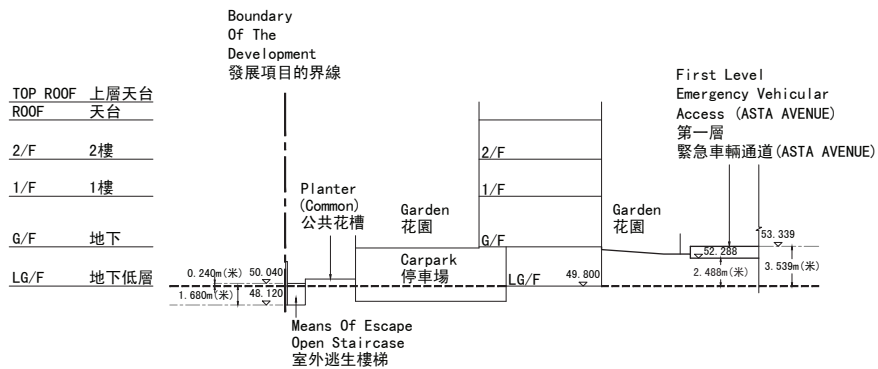 Boundary
Of The
Development
發展項目的界線
First Level
Emergency Vehicular
Access (ASTA AVENUE)
第一層
緊急車輛通道(ASTA AVENUE)
TOP ROOF 上層天台
ROOF 天台
2/F 2樓
2/F
1/F 1樓
1/F
Planter
(Common)
公共花槽
Garden
花園
Garden
花園
G/F 地下
G/F
53.339
52.288
Carpark
停車場
3.539m(米)
2.488m(米)
LG/F 地下低層
0.240m(米) 50.040
LG/F
49.800
1.680m(米) 48.120
Means Of Escape
Open Staircase
室外逃生樓梯